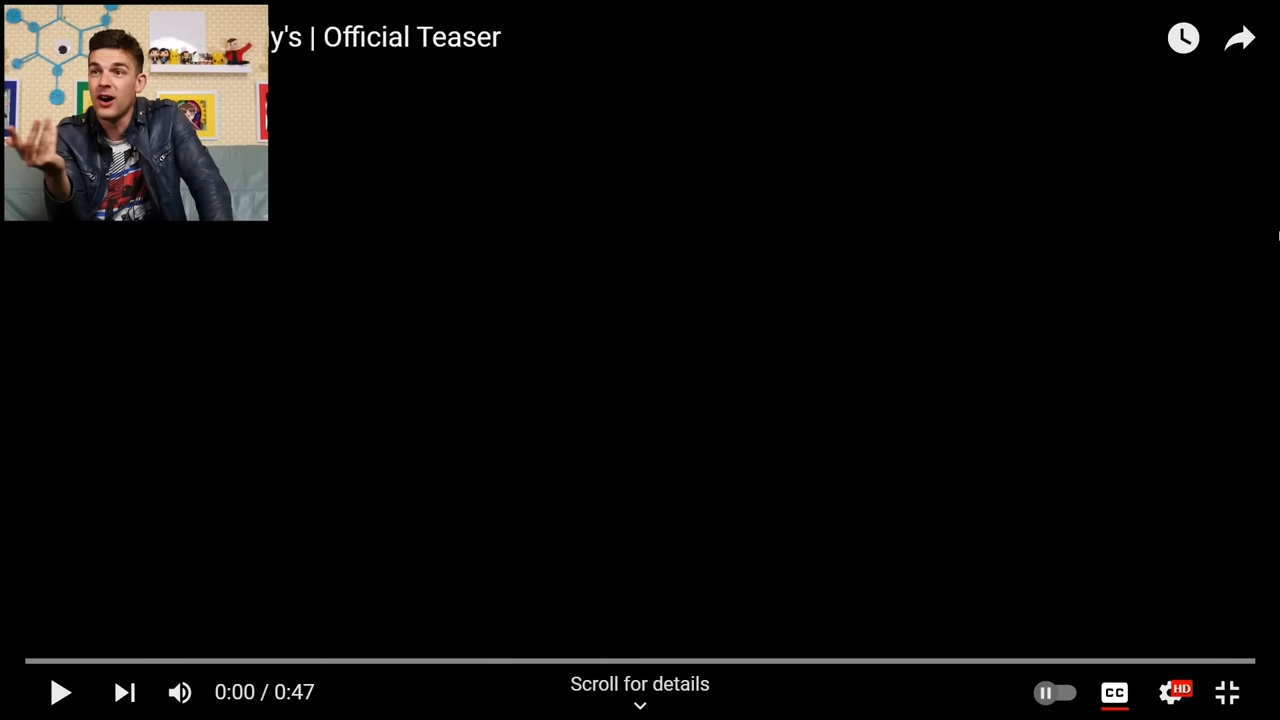 y's | Official Teaser
0:00 / 0:47
Scroll for details
CC
HD